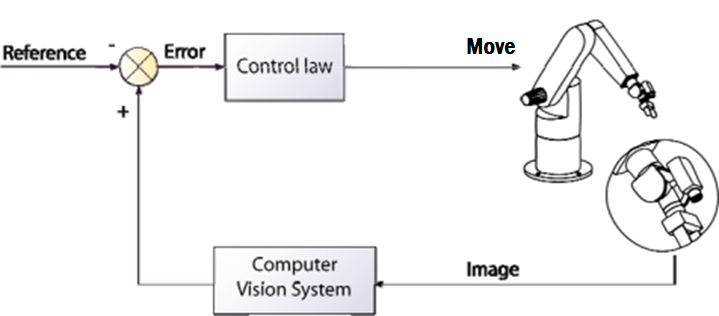 Reference
-
Error
Control law
Move
+
Computer
Vision System
Image